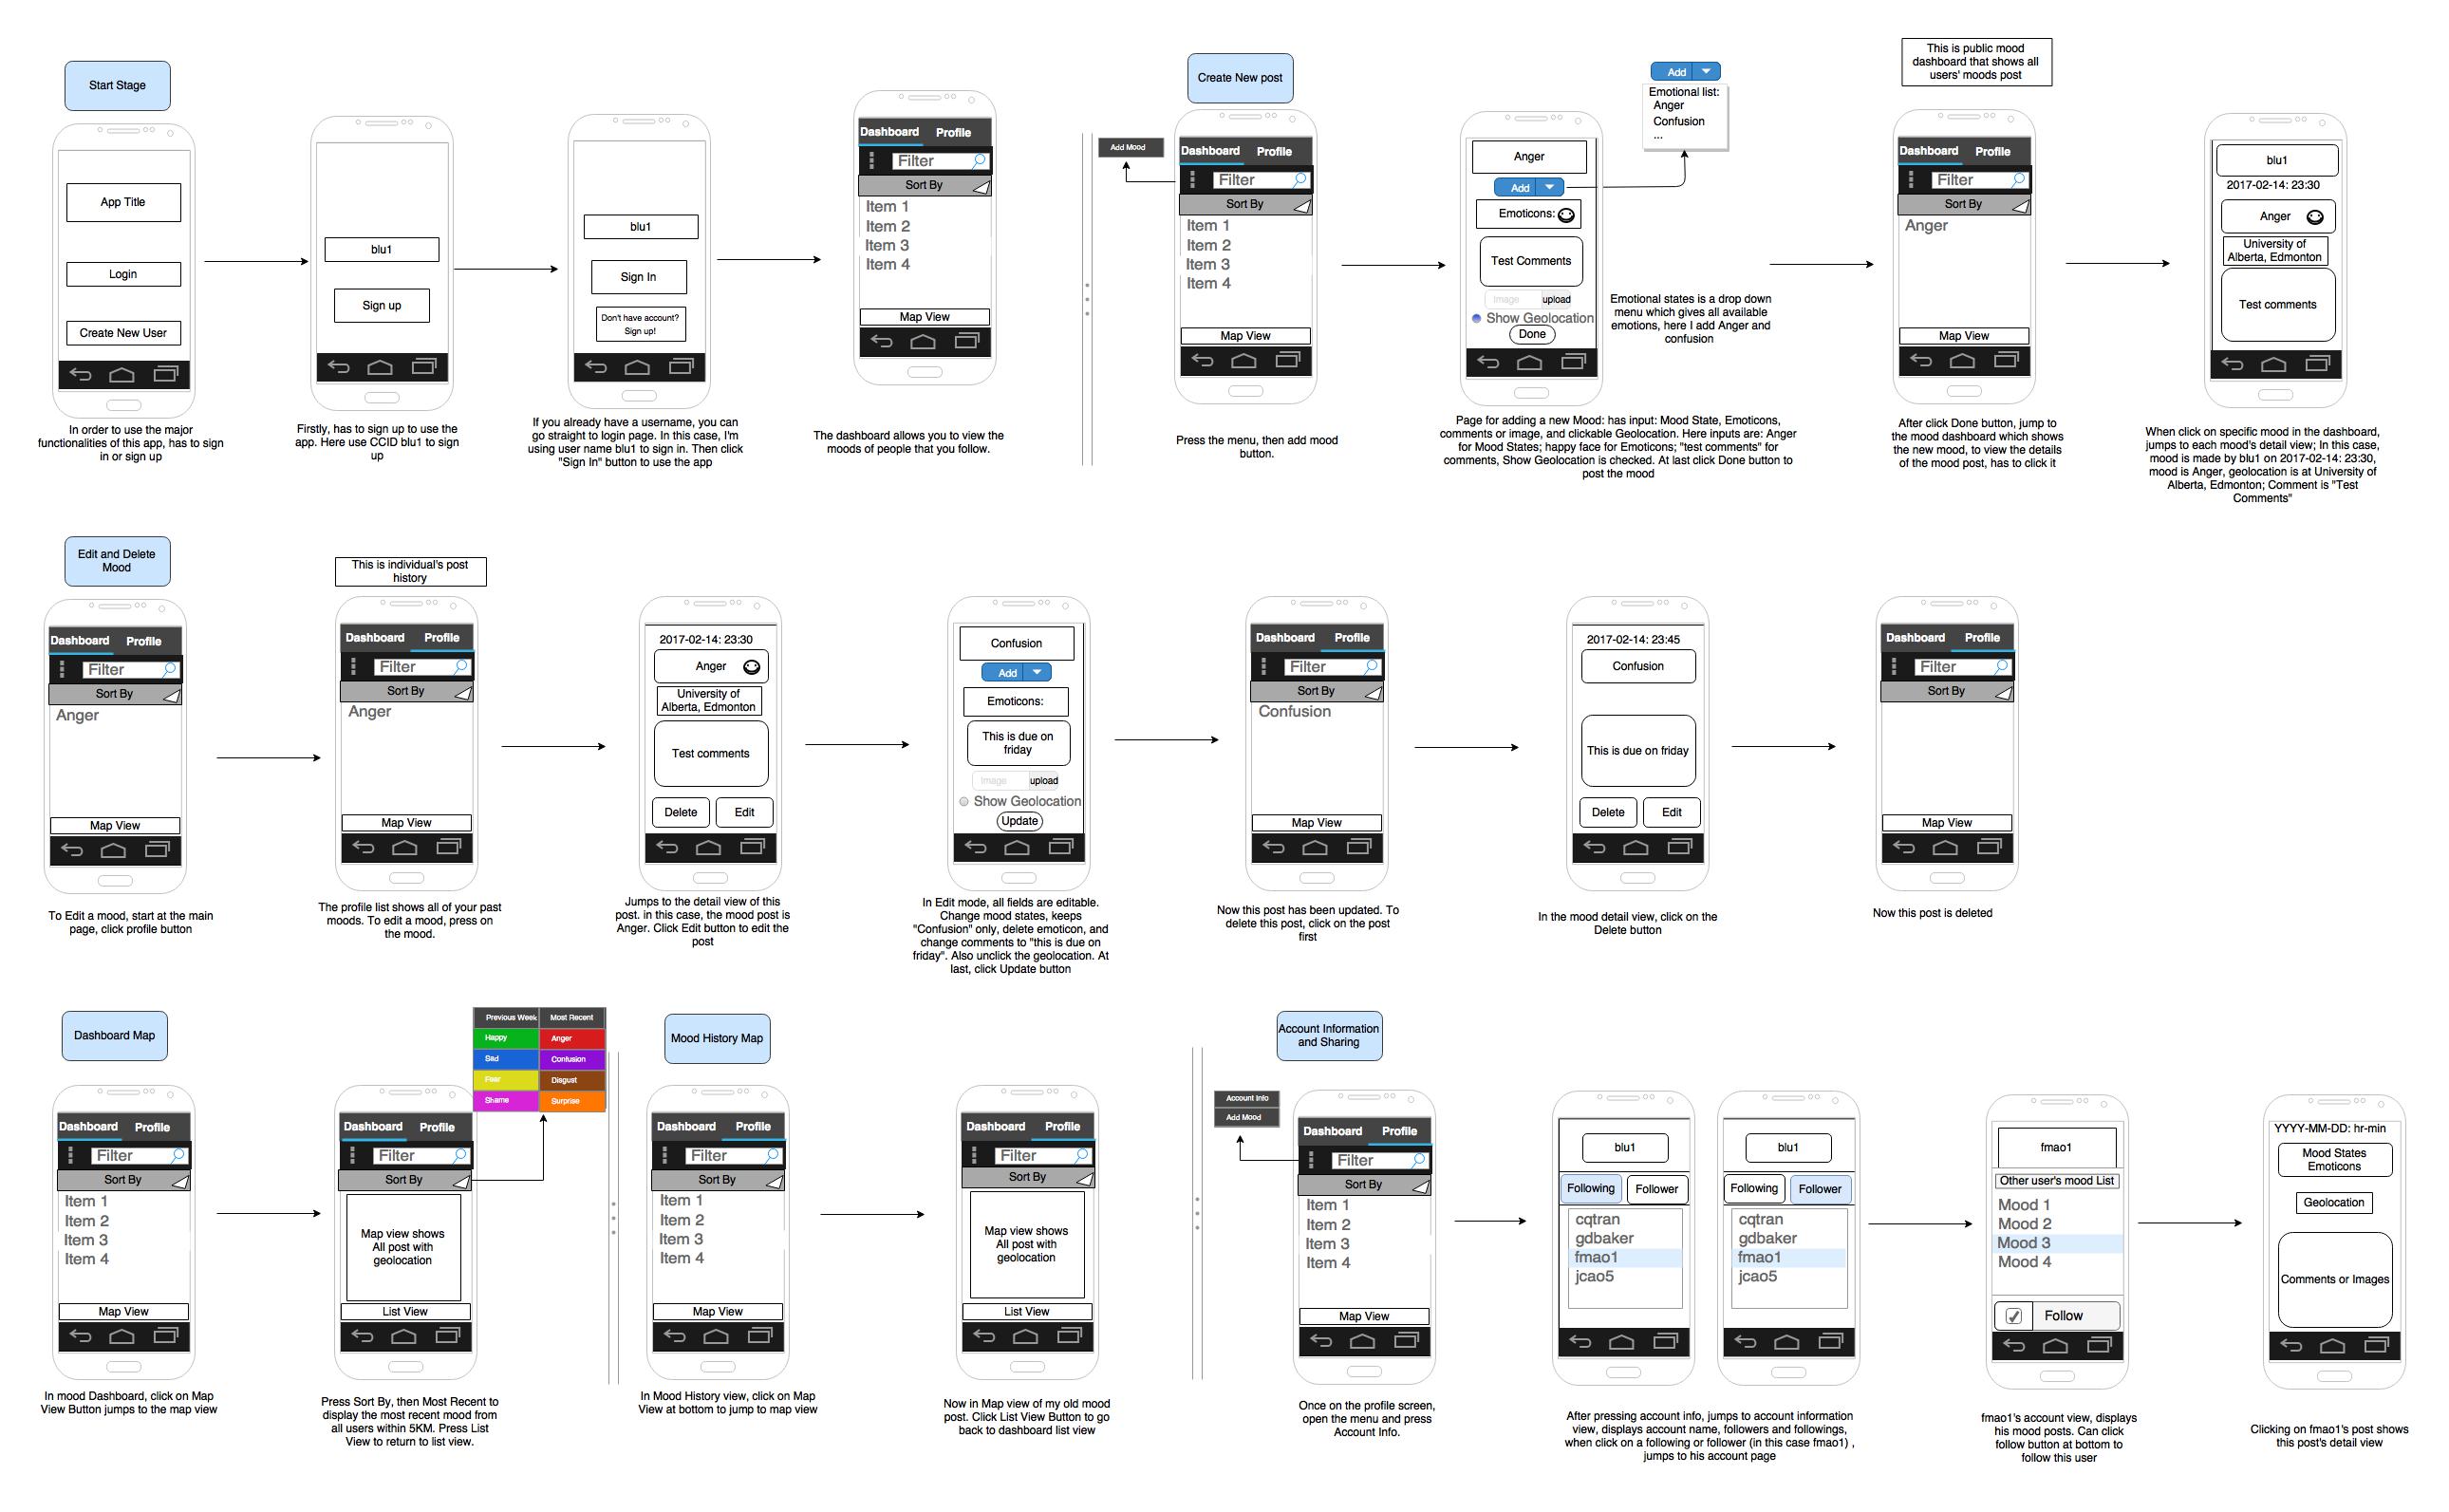 Start Stage
App Title
Login
Create New User
In order to use the major
functionalities of this app, has to sign
in or sign up
blu1
Sign up
Firstly, has to sign up to use the
app. Here use CCID blu1 to sign
up
blu1
Sign In
Don't have account?
Sign up!
If you already have a username, you can
go straight to login page. In this case, I'm
using user name blu1 to sign in. Then click
"Sign In" button to use the app
Dashboard Profile
Filter
Sort By
Item 1
Item 2
Item 3
Item 4
Map View
The dashboard allows you to view the
moods of people that you follow.
Create New post
Add Mood
Dashboard Profile
Filter
Sort By
Item 1
Item 2
Item 3
Item 4
Map View
Press the menu, then add mood
button.
Anger
Add
Emoticons:
Test Comments
Image upload
Show Geolocation
Done
Page for adding a new Mood: has input: Mood State, Emoticons,
comments or image, and clickable Geolocation. Here inputs are: Anger
for Mood States; happy face for Emoticons; "test comments" for
comments, Show Geolocation is checked. At last click Done button to
post the mood
Add
Emotional list:
Anger
Confusion
...
Emotional states is a drop down
menu which gives all available
emotions, here I add Anger and
confusion
This is public mood
dashboard that shows all
users' moods post
Dashboard Profile
Filter
Sort By
Anger
Map View
After click Done button, jump to
the mood dashboard which shows
the new mood, to view the details
of the mood post, has to click it
blu1
2017-02-14: 23:30
Anger
University of
Alberta, Edmonton
Test comments
When click on specific mood in the dashboard,
jumps to each mood's detail view; In this case,
mood is made by blu1 on 2017-02-14: 23:30,
mood is Anger, geolocation is at University of
Alberta, Edmonton; Comment is "Test
Comments"
Edit and Delete
Mood
Dashboard Profile
Filter
Sort By
Anger
Map View
To Edit a mood, start at the main
page, click profile button
This is individual's post
history
Dashboard Profile
Filter
Sort By
Anger
Map View
The profile list shows all of your past
moods. To edit a mood, press on
the mood.
2017-02-14: 23:30
Anger
University of
Alberta, Edmonton
Test comments
Delete Edit
Jumps to the detail view of this
post. in this case, the mood post is
Anger. Click Edit button to edit the
post
Confusion
Add
Emoticons:
This is due on
friday
Image upload
Show Geolocation
Update
In Edit mode, all fields are editable.
Change mood states, keeps
"Confusion" only, delete emoticon, and
change comments to "this is due on
friday". Also unclick the geolocation. At
last, click Update button
Dashboard Profile
Filter
Sort By
Confusion
Map View
Now this post has been updated. To
delete this post, click on the post
first
2017-02-14: 23:45
Confusion
This is due on friday
Delete Edit
In the mood detail view, click on the
Delete button
Dashboard Profile
Filter
Sort By
Map View
Now this post is deleted
Dashboard Map
Dashboard Profile
Filter
Sort By
Item 1
Item 2
Item 3
Item 4
Map View
In mood Dashboard, click on Map
View Button jumps to the map view
Previous Week Most Recent
Happy Anger
Sad Confusion
Fear Disgust
Shame Surprise
Dashboard Profile
Filter
Sort By
Map view shows
All post with
geolocation
List View
Press Sort By, then Most Recent to
display the most recent mood from
all users within 5KM. Press List
View to return to list view.
Mood History Map
Dashboard Profile
Filter
Sort By
Item 1
Item 2
Item 3
Item 4
Map View
In Mood History view, click on Map
View at bottom to jump to map view
Dashboard Profile
Filter
Sort By
Map view shows
All post with
geolocation
List View
Now in Map view of my old mood
post. Click List View Button to go
back to dashboard list view
Account Information
and Sharing
Account Info
Add Mood
Dashboard Profile
Filter
Sort By
Item 1
Item 2
Item 3
Item 4
Map View
Once on the profile screen,
open the menu and press
Account Info.
blu1
Following Follower
cqtran
gdbaker
fmao1
jcao5
blu1
Following Follower
cqtran
gdbaker
fmao1
jcao5
After pressing account info, jumps to account information
view, displays account name, followers and followings,
when click on a following or follower (in this case fmao1) ,
jumps to his account page
fmao1
Other user's mood List
Mood 1
Mood 2
Mood 3
Mood 4
Follow
fmao1's account view, displays
his mood posts. Can click
follow button at bottom to
follow this user
YYYY-MM-DD: hr-min
Mood States
Emoticons
Geolocation
Comments or Images
Clicking on fmao1's post shows
this post's detail view